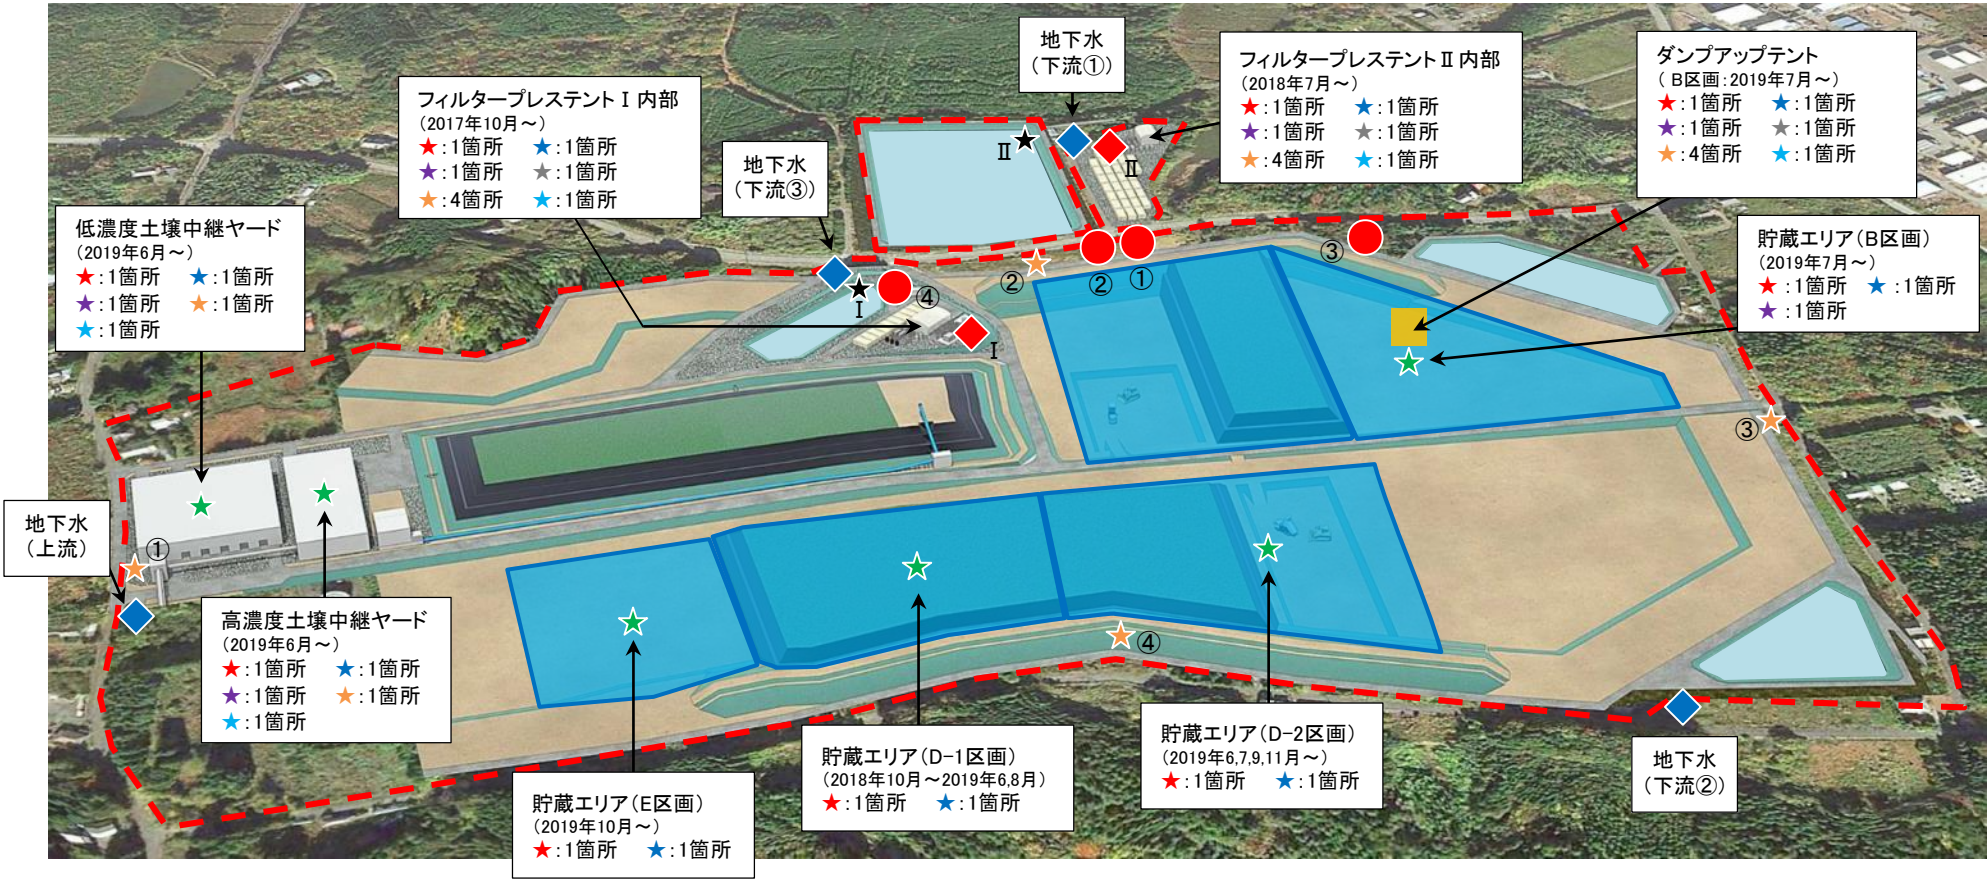 地下水
（下流①）
フィルタープレステントⅡ内部
（2018年7月～）
★：1箇所 ★：1箇所
★：1箇所 ★：1箇所
★：4箇所 ★：1箇所
ダンプアップテント
（B区画：2019年7月～）
★：1箇所 ★：1箇所
★：1箇所 ★：1箇所
★：4箇所 ★：1箇所
フィルタープレステントⅠ内部
（2017年10月～）
★：1箇所 ★：1箇所
★：1箇所 ★：1箇所
★：4箇所 ★：1箇所
地下水
（下流③）
低濃度土壌中継ヤード
（2019年6月～）
★：1箇所 ★：1箇所
★：1箇所 ★：1箇所
★：1箇所
貯蔵エリア（B区画）
（2019年7月～）
★：1箇所 ★：1箇所
★：1箇所
Ⅱ
Ⅱ
②
②
①
③
Ⅰ
④
Ⅰ
③
地下水
（上流）
①
高濃度土壌中継ヤード
（2019年6月～）
★：1箇所 ★：1箇所
★：1箇所 ★：1箇所
★：1箇所
④
貯蔵エリア（E区画）
（2019年10月～）
★：1箇所 ★：1箇所
貯蔵エリア（D-1区画）
（2018年10月～2019年6,8月）
★：1箇所 ★：1箇所
貯蔵エリア（D-2区画）
（2019年6,7,9,11月～）
★：1箇所 ★：1箇所
地下水
（下流②）